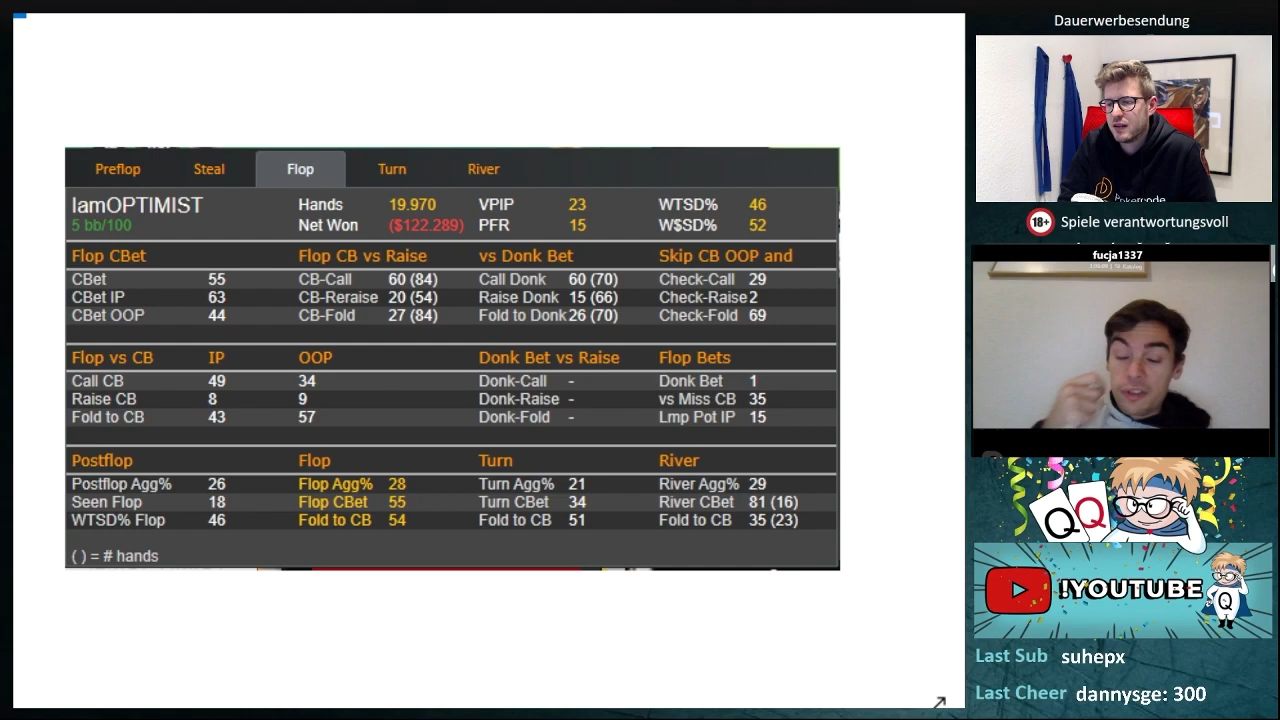 Dauerwerbesendung
Preflop Steal Flop Turn River
IamOPTIMIST Hands 19.970 VPIP 23 WTSD% 46
5 bb/100 Net Won ($122.289) PFR 15 W$SD% 52
Flop CBet Flop CB vs Raise vs Donk Bet Skip CB OOP and
CBet 55 CB-Call 60 (84) Call Donk 60 (70) Check-Call 29
CBet IP 63 CB-Reraise 20 (54) Raise Donk 15 (66) Check-Raise 2
CBet OOP 44 CB-Fold 27 (84) Fold to Donk 26 (70) Check-Fold 69
Flop vs CB IP OOP Donk Bet vs Raise Flop Bets
Call CB 49 34 Donk-Call - Donk Bet 1
Raise CB 8 9 Donk-Raise - vs Miss CB 35
Fold to CB 43 57 Donk-Fold - Lmp Pot IP 15
Postflop Flop Turn River
Postflop Agg% 26 Flop Agg% 28 Turn Agg% 21 River Agg% 29
Seen Flop 18 Flop CBet 55 Turn CBet 34 River CBet 81 (16)
WTSD% Flop 46 Fold to CB 54 Fold to CB 51 Fold to CB 35 (23)
( ) = # hands
18+ Spiele verantwortungsvoll
fucja1337
Q Q
!YOUTUBE
Q
Last Sub suhepx
Last Cheer dannysge: 300